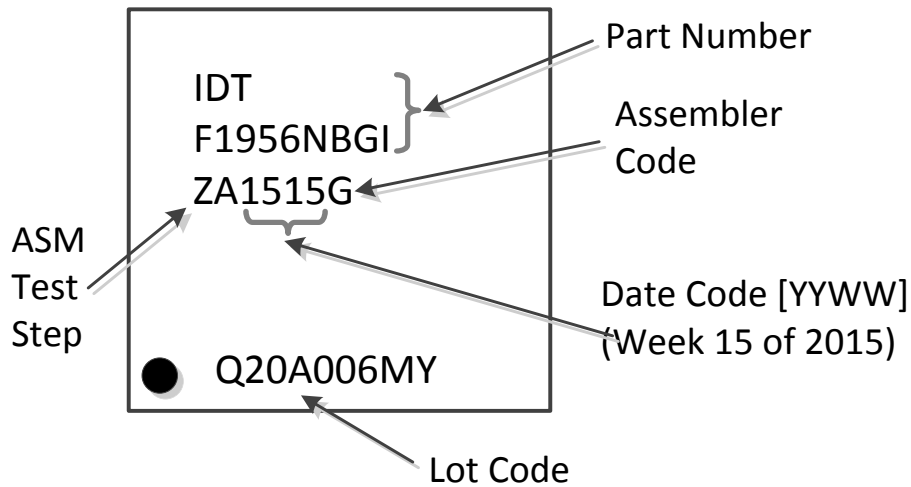 Part Number
IDT
F1956NBGI
Assembler
Code
ZA1515G
ASM
Test
Step
Date Code [YYWW]
(Week 15 of 2015)
Q20A006MY
Lot Code